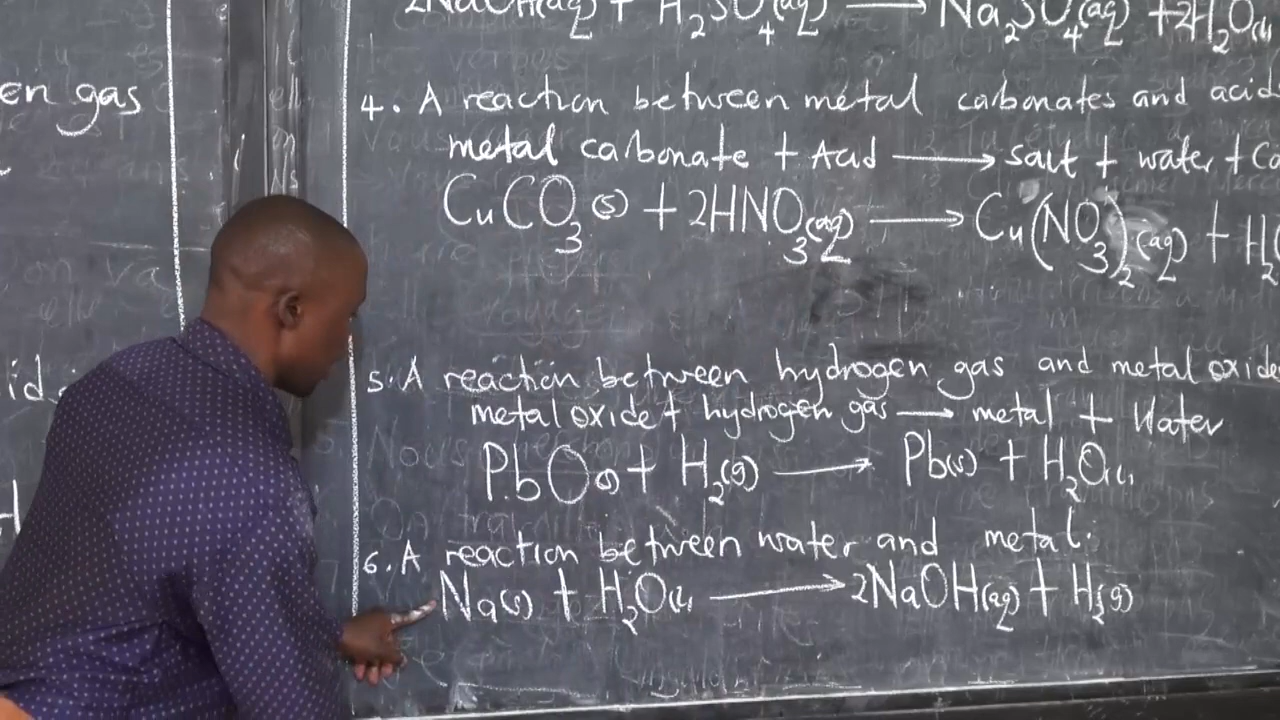 en gas
id
2NaOH(aq) + H₂SO₄(aq) ⟶ Na₂SO₄(aq) + 2H₂O(l)
4. A reaction between metal carbonates and acids
metal carbonate + Acid ⟶ salt + water + Ca
CuCO₃(s) + 2HNO₃(aq) ⟶ Cu(NO₃)₂(aq) + H₂O
5. A reaction between hydrogen gas and metal oxide
metal oxide + hydrogen gas ⟶ metal + Water
PbO(s) + H₂(g) ⟶ Pb(s) + H₂O(l)
6. A reaction between water and metal.
Na(s) + H₂O(l) ⟶ 2NaOH(aq) + H₂(g)